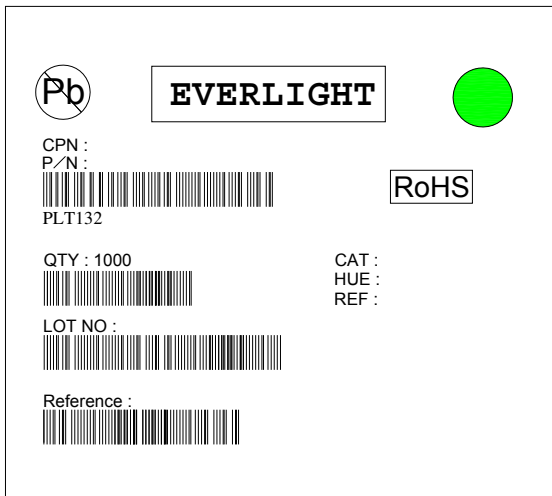 Pb
EVERLIGHT
CPN :
P/N :
RoHS
PLT132
QTY : 1000
CAT :
HUE :
REF :
LOT NO :
Reference :